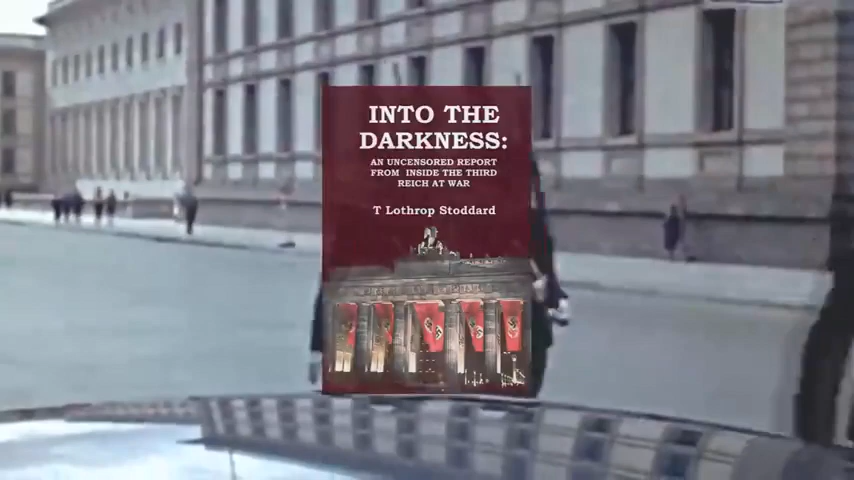 INTO THE
DARKNESS:
AN UNCENSORED REPORT
FROM INSIDE THE THIRD
REICH AT WAR
T Lothrop Stoddard